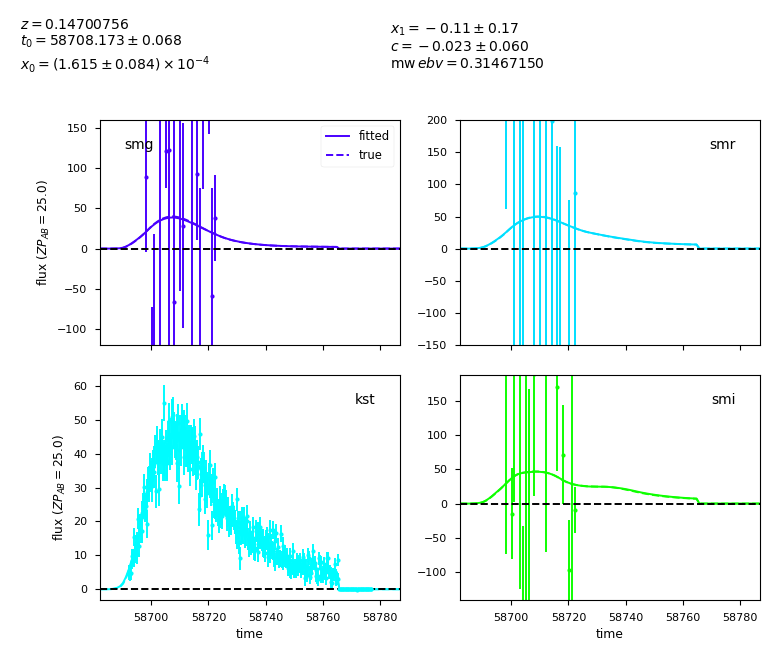 z = 0.14700756
t₀ = 58708.173 ± 0.068
x₀ = (1.615 ± 0.084) × 10⁻⁴
x₁ = −0.11 ± 0.17
c = −0.023 ± 0.060
mw ebv = 0.31467150
smg
fitted
true
150
100
50
0
−50
−100
flux (ZP_AB = 25.0)
smr
200
150
100
50
0
−50
−100
−150
kst
60
50
40
30
20
10
0
flux (ZP_AB = 25.0)
58700 58720 58740 58760 58780
time
smi
150
100
50
0
−50
−100
58700 58720 58740 58760 58780
time